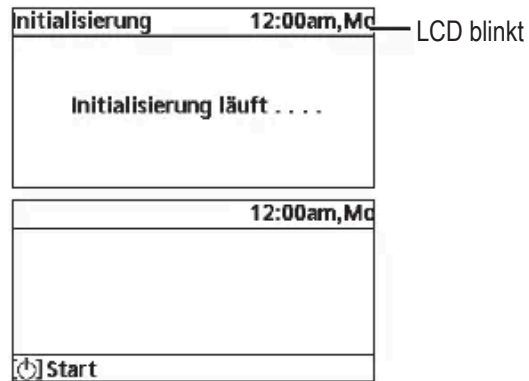 Initialisierung 12:00am,Mo
LCD blinkt
Initialisierung läuft . . . .
12:00am,Mo
[⏻] Start